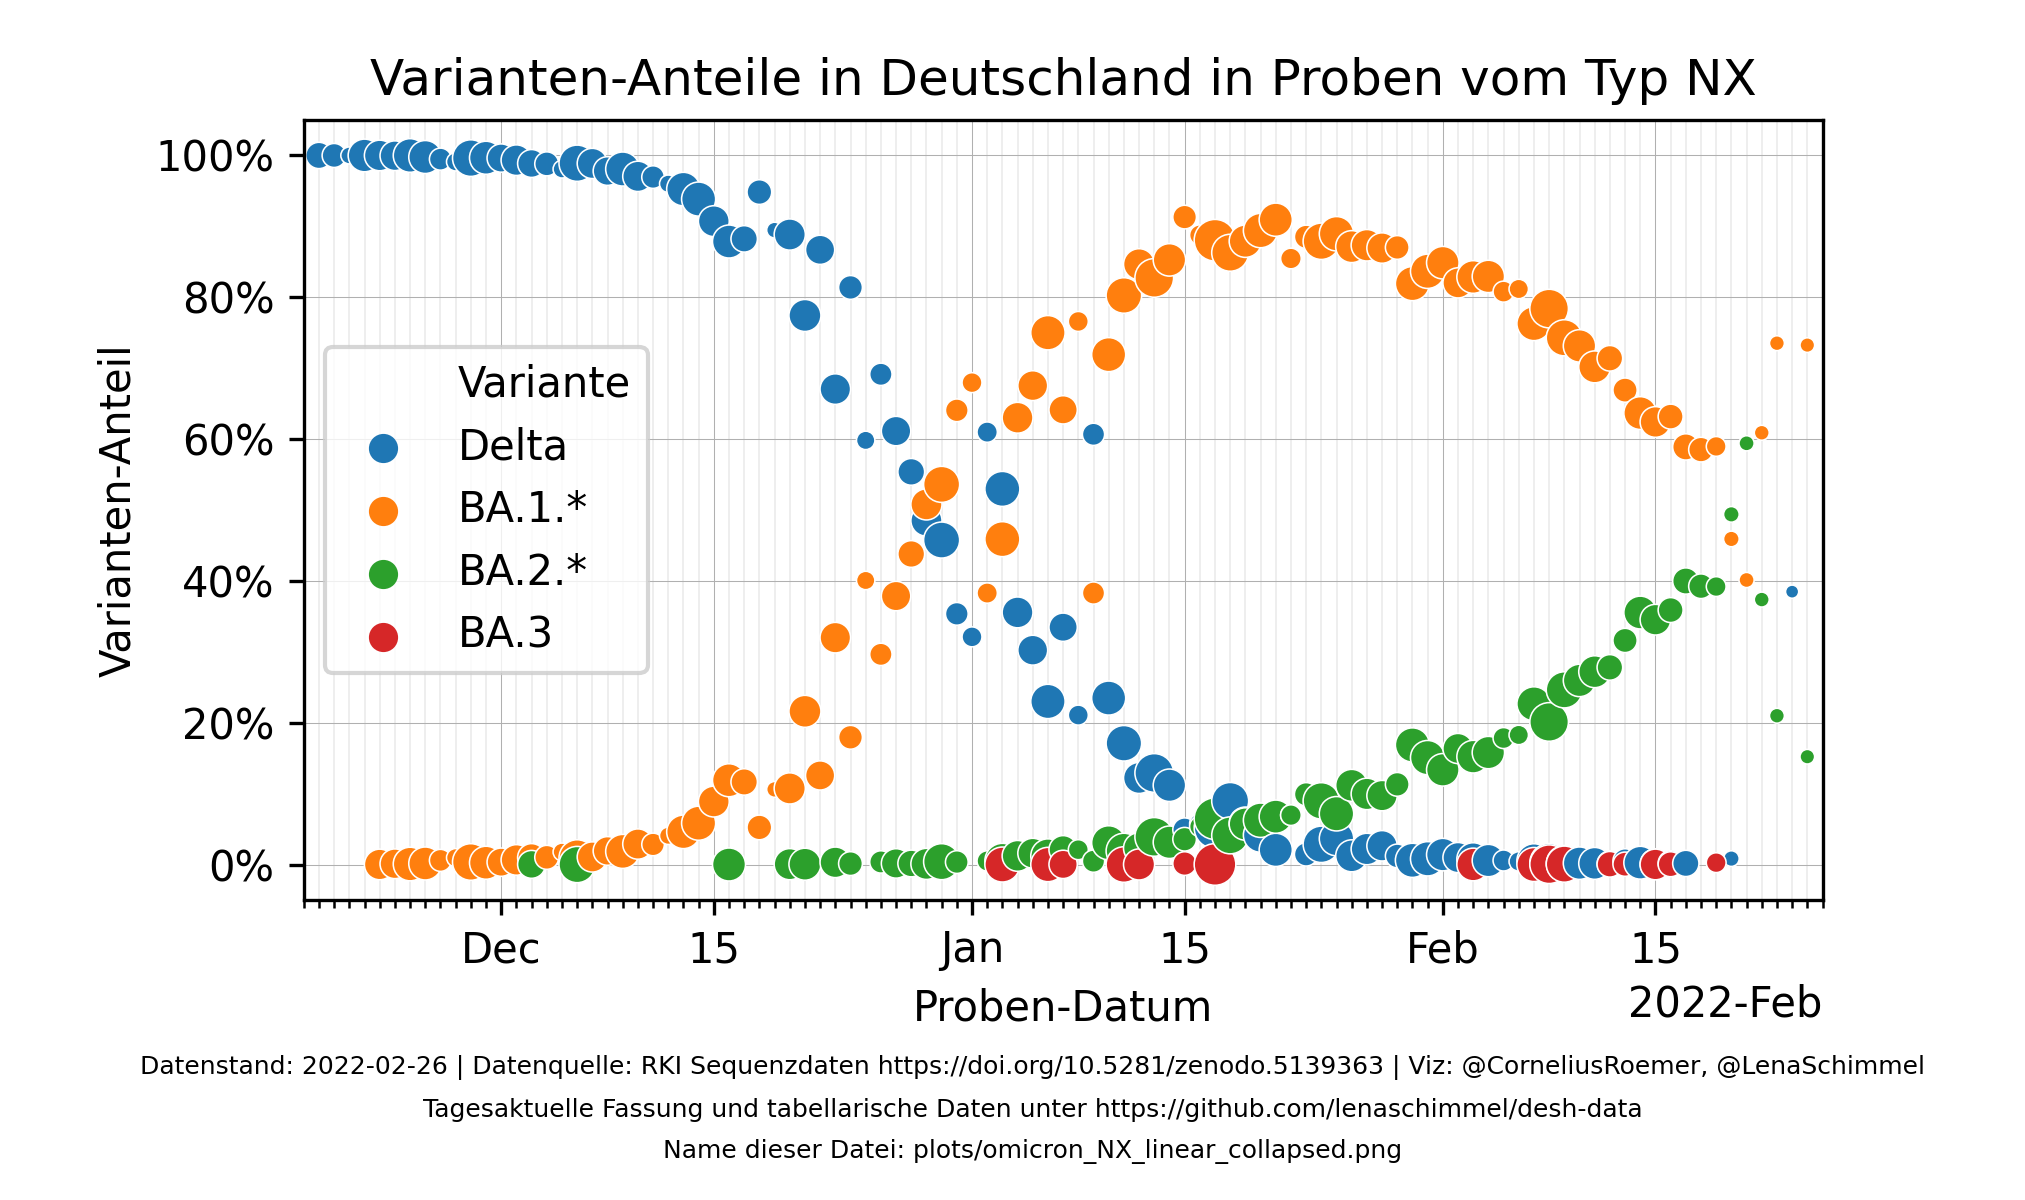 Varianten-Anteile in Deutschland in Proben vom Typ NX
Varianten-Anteil
100%
80%
60%
40%
20%
0%
Variante
Delta
BA.1.*
BA.2.*
BA.3
Dec
15
Jan
15
Feb
15
Proben-Datum
2022-Feb
Datenstand: 2022-02-26 | Datenquelle: RKI Sequenzdaten https://doi.org/10.5281/zenodo.5139363 | Viz: @CorneliusRoemer, @LenaSchimmel
Tagesaktuelle Fassung und tabellarische Daten unter https://github.com/lenaschimmel/desh-data
Name dieser Datei: plots/omicron_NX_linear_collapsed.png